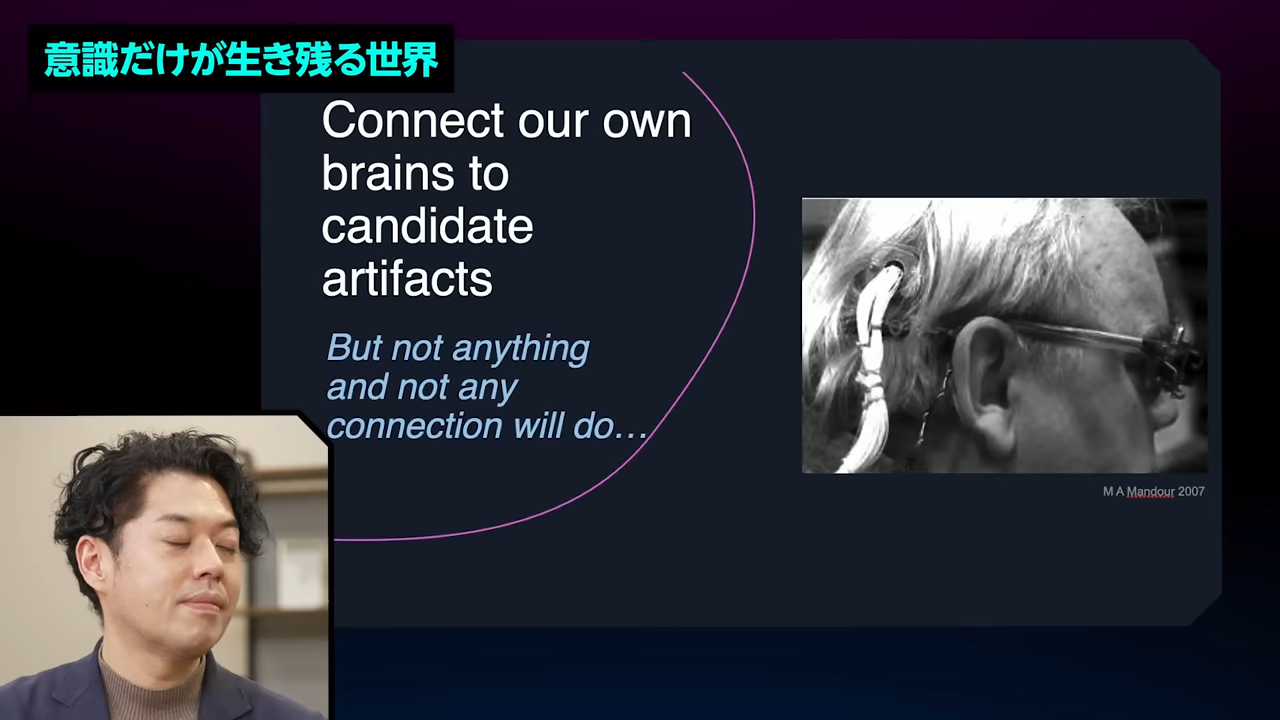 意識だけが生き残る世界
Connect our own
brains to
candidate
artifacts
But not anything
and not any
connection will do…
M A Mandour 2007